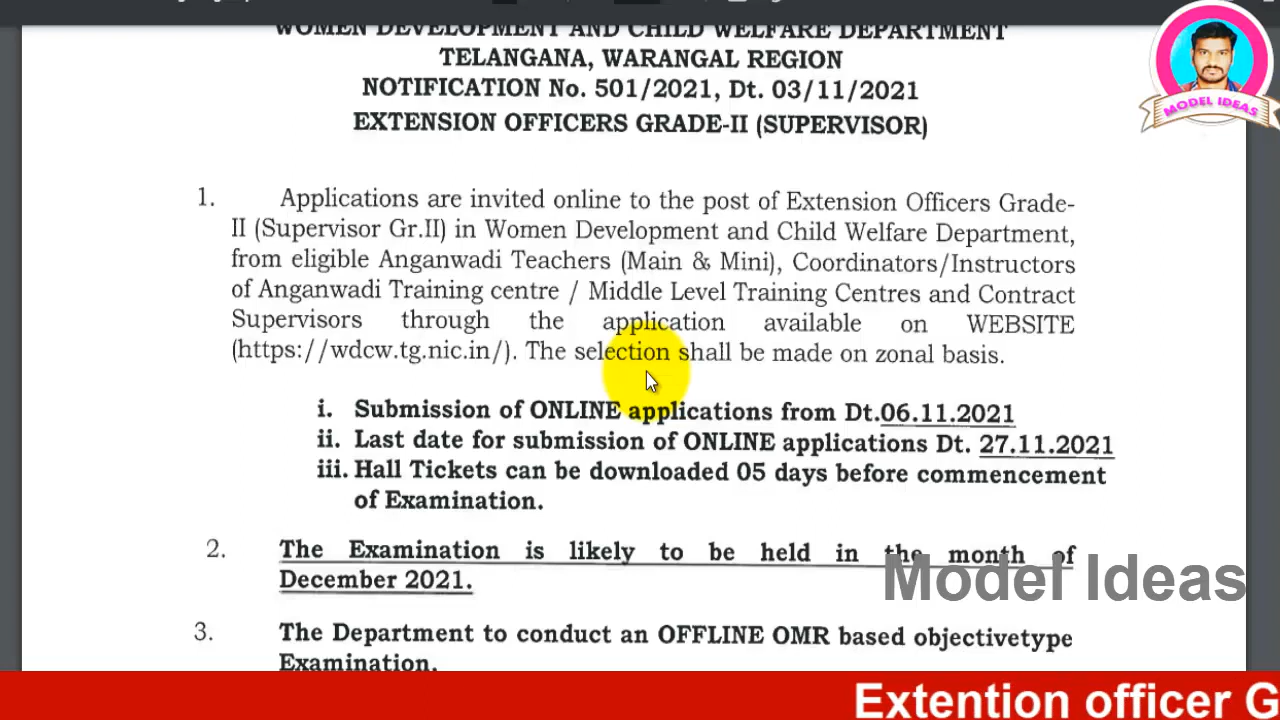 WOMEN DEVELOPMENT AND CHILD WELFARE DEPARTMENT
TELANGANA, WARANGAL REGION
NOTIFICATION No. 501/2021, Dt. 03/11/2021
EXTENSION OFFICERS GRADE-II (SUPERVISOR)
MODEL IDEAS
1. Applications are invited online to the post of Extension Officers Grade-
II (Supervisor Gr.II) in Women Development and Child Welfare Department,
from eligible Anganwadi Teachers (Main & Mini), Coordinators/Instructors
of Anganwadi Training centre / Middle Level Training Centres and Contract
Supervisors through the application available on WEBSITE
(https://wdcw.tg.nic.in/). The selection shall be made on zonal basis.
i. Submission of ONLINE applications from Dt.06.11.2021
ii. Last date for submission of ONLINE applications Dt. 27.11.2021
iii. Hall Tickets can be downloaded 05 days before commencement
of Examination.
2. The Examination is likely to be held in the month of
December 2021.
Model Ideas
3. The Department to conduct an OFFLINE OMR based objectivetype
Examination.
Extention officer G